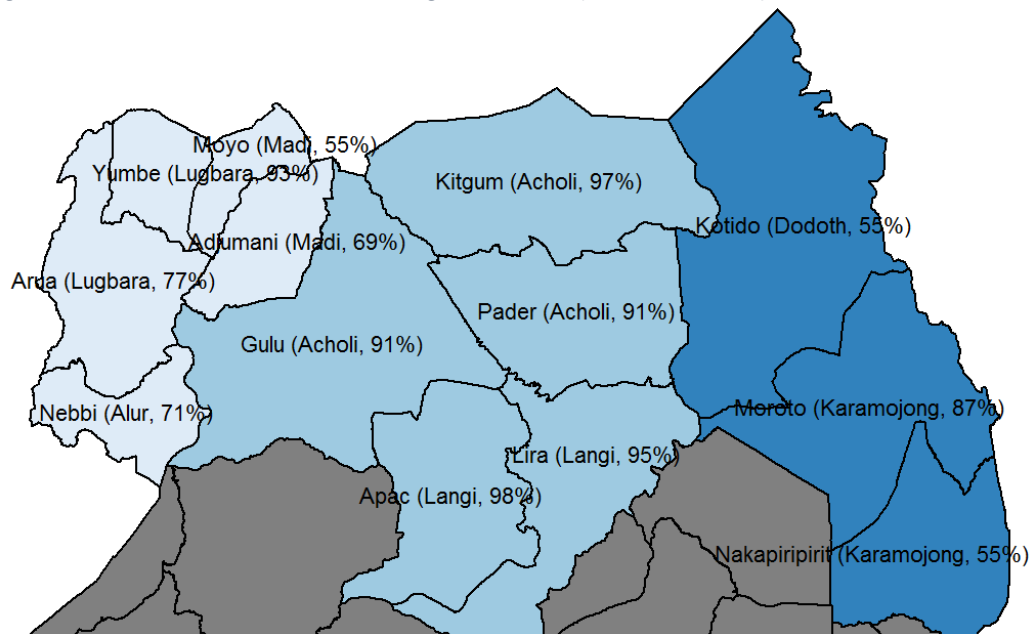 Moyo (Madi, 55%)
Yumbe (Lugbara, 93%)
Kitgum (Acholi, 97%)
Kotido (Dodoth, 55%)
Adjumani (Madi, 69%)
Arua (Lugbara, 77%)
Pader (Acholi, 91%)
Gulu (Acholi, 91%)
Nebbi (Alur, 71%)
Moroto (Karamojong, 87%)
Lira (Langi, 95%)
Apac (Langi, 98%)
Nakapiripirit (Karamojong, 55%)